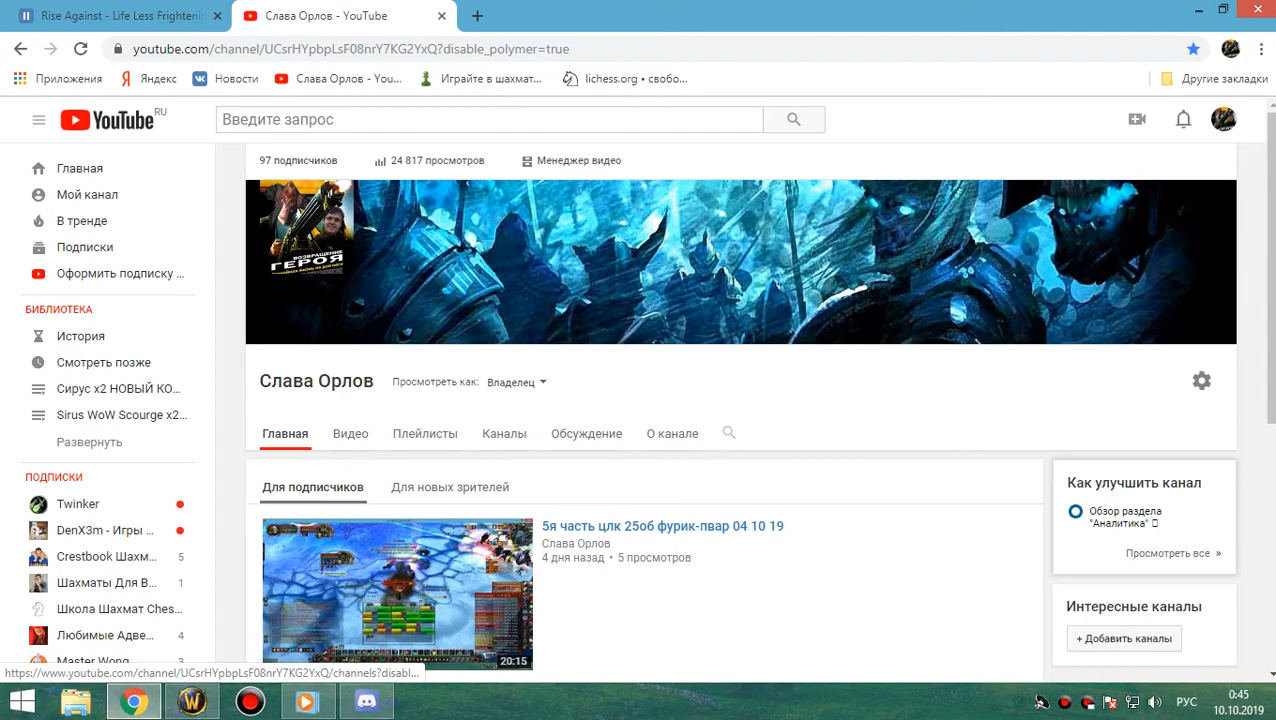 Rise Against - Life Less Frightenin
Слава Орлов - YouTube
youtube.com/channel/UCsrHYpbpLsF08nrY7KG2YxQ?disable_polymer=true
Приложения
Яндекс
Новости
Слава Орлов - You...
Играйте в шахмат...
lichess.org • свобо...
Другие закладки
YouTube RU
Введите запрос
97 подписчиков
24 817 просмотров
Менеджер видео
Главная
Мой канал
В тренде
Подписки
Оформить подписку ...
БИБЛИОТЕКА
История
Смотреть позже
Сирус x2 НОВЫЙ КО...
Sirus WoW Scourge x2...
Развернуть
ПОДПИСКИ
Twinker
DenX3m - Игры ...
Crestbook Шахм... 5
Шахматы Для В... 1
Школа Шахмат Ches...
Любимые Адве... 4
Master Wong 3
ВОЗВРАЩЕНИЕ
ГЕРОЯ
Слава Орлов
Просмотреть как: Владелец
Главная
Видео
Плейлисты
Каналы
Обсуждение
О канале
Для подписчиков
Для новых зрителей
5я часть цлк 25об фурик-пвар 04 10 19
Слава Орлов
4 дня назад • 5 просмотров
20:15
Как улучшить канал
Обзор раздела
"Аналитика"
Просмотреть все »
Интересные каналы
+ Добавить каналы
https://www.youtube.com/channel/UCsrHYpbpLsF08nrY7KG2YxQ/channels?disabl...
РУС
0:45
10.10.2019